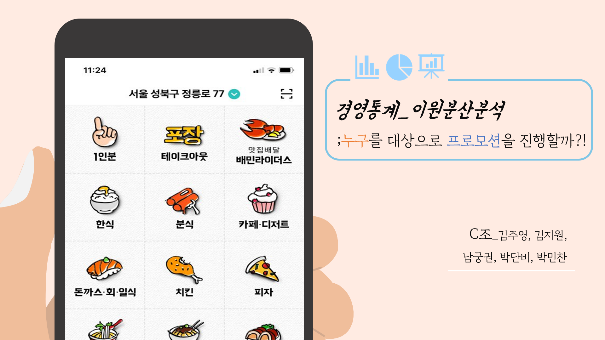 11:24
서울 성북구 정릉로 77
1인분
포장
테이크아웃
맛집배달
배민라이더스
한식
분식
카페·디저트
돈까스·회·일식
치킨
피자
경영통계_이원분산분석
;누구를 대상으로 프로모션을 진행할까?!
C조_김주영, 김지원,
남궁권, 박단비, 박민찬